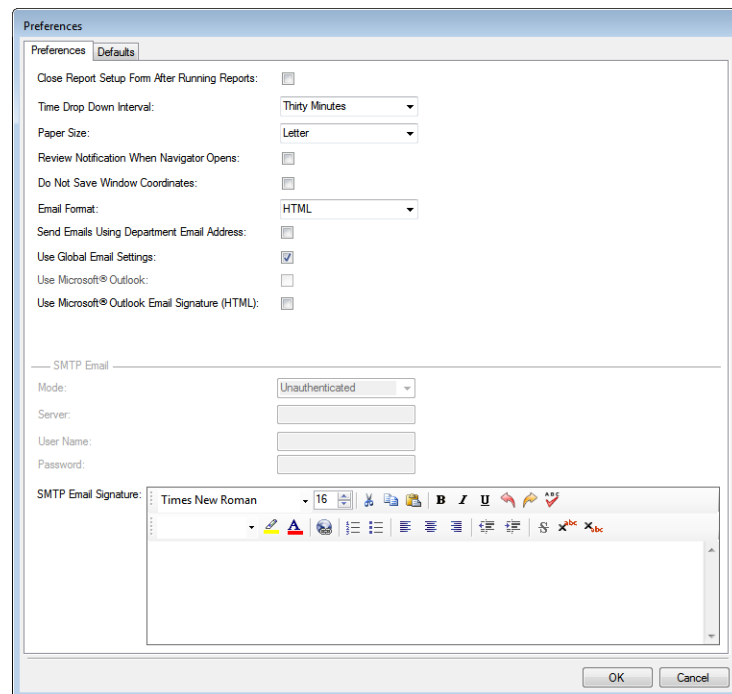 Preferences
Preferences Defaults
Close Report Setup Form After Running Reports:
Time Drop Down Interval: Thirty Minutes
Paper Size: Letter
Review Notification When Navigator Opens:
Do Not Save Window Coordinates:
Email Format: HTML
Send Emails Using Department Email Address:
Use Global Email Settings:
Use Microsoft® Outlook:
Use Microsoft® Outlook Email Signature (HTML):
SMTP Email
Mode: Unauthenticated
Server:
User Name:
Password:
SMTP Email Signature: Times New Roman 16 B I U ABC
A S xabc xabc
OK Cancel